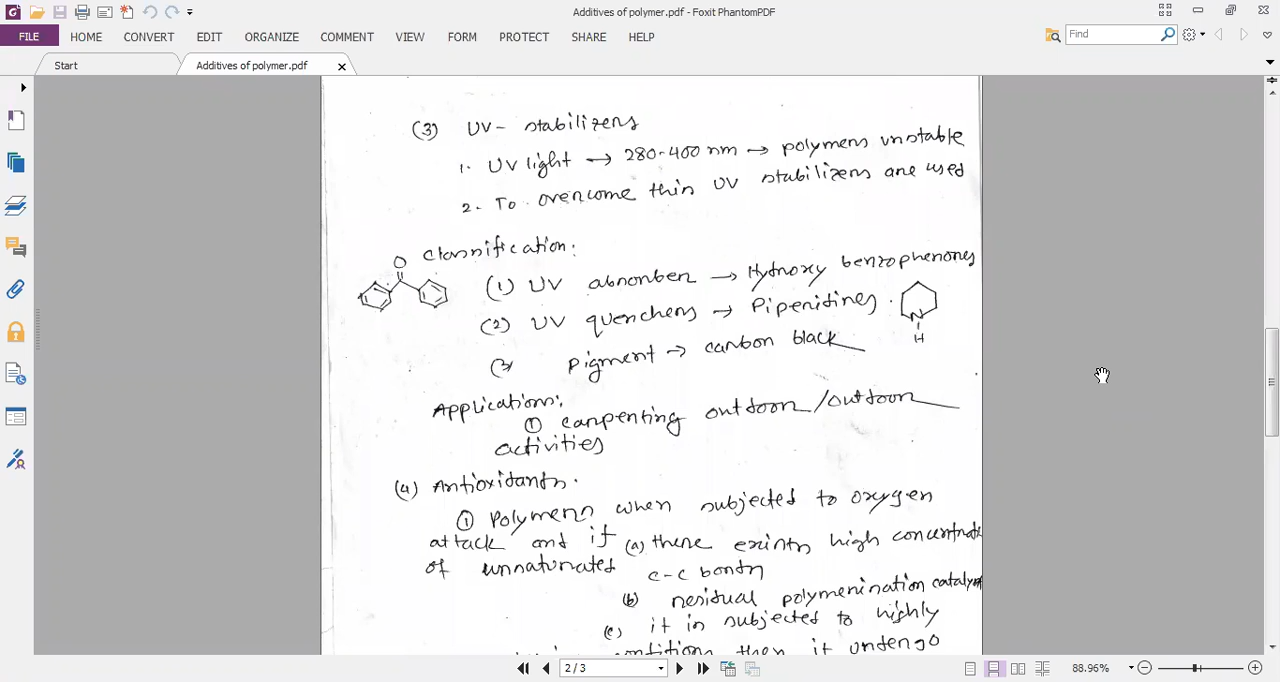 Additives of polymer.pdf - Foxit PhantomPDF
FILE HOME CONVERT EDIT ORGANIZE COMMENT VIEW FORM PROTECT SHARE HELP
Find
Start Additives of polymer.pdf
(3) UV- stabilizers
1. UV light → 280-400 nm → polymers unstable
2. To overcome this UV stabilizers are used
Classification:
O
(1) UV absorber → Hydroxy benzophenones
(2) UV quenchers → Piperidines.
N
H
(3) pigment → carbon black
Applications:
① carpenting outdoor/outdoor
activities
(4) Antioxidants.
① Polymers when subjected to oxygen
attack and if (a) there exists high concentrati
of unsaturated
c-c bonds
(b) residual polymerisation catalys
(c) it is subjected to highly
then it undergo
2 / 3
88.96%